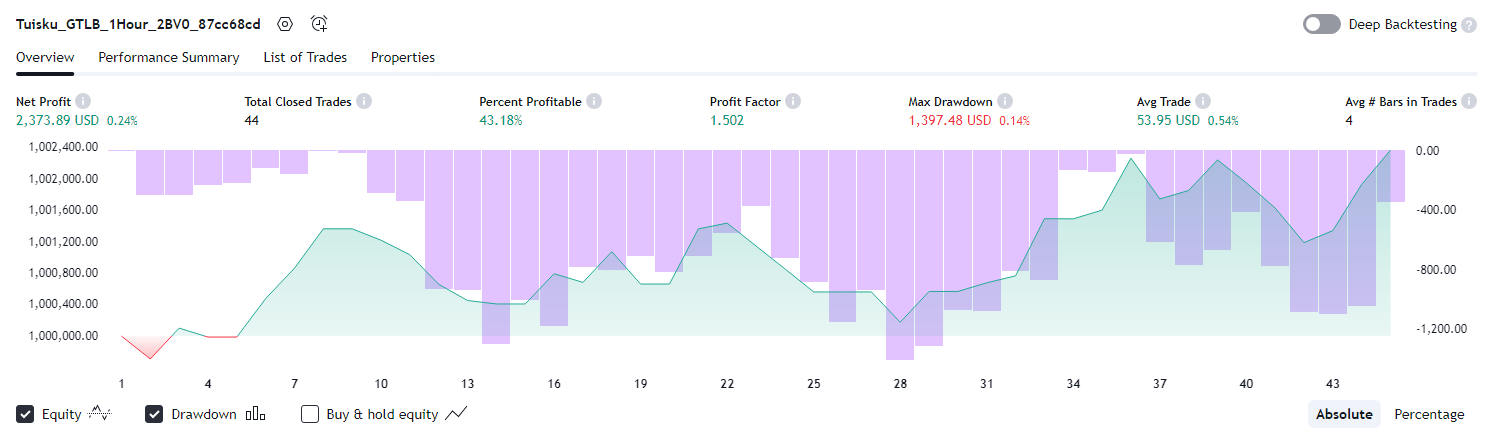 Tuisku_GTLB_1Hour_2BV0_87cc68cd
Deep Backtesting
Overview Performance Summary List of Trades Properties
Net Profit Total Closed Trades Percent Profitable Profit Factor Max Drawdown Avg Trade Avg # Bars in Trades
2,373.89 USD 0.24% 44 43.18% 1.502 1,397.48 USD 0.14% 53.95 USD 0.54% 4
1,002,400.00 0.00
1,002,000.00
1,001,600.00 -400.00
1,001,200.00
1,000,800.00 -800.00
1,000,400.00
1,000,000.00 -1,200.00
1 4 7 10 13 16 19 22 25 28 31 34 37 40 43
Equity Drawdown Buy & hold equity Absolute Percentage